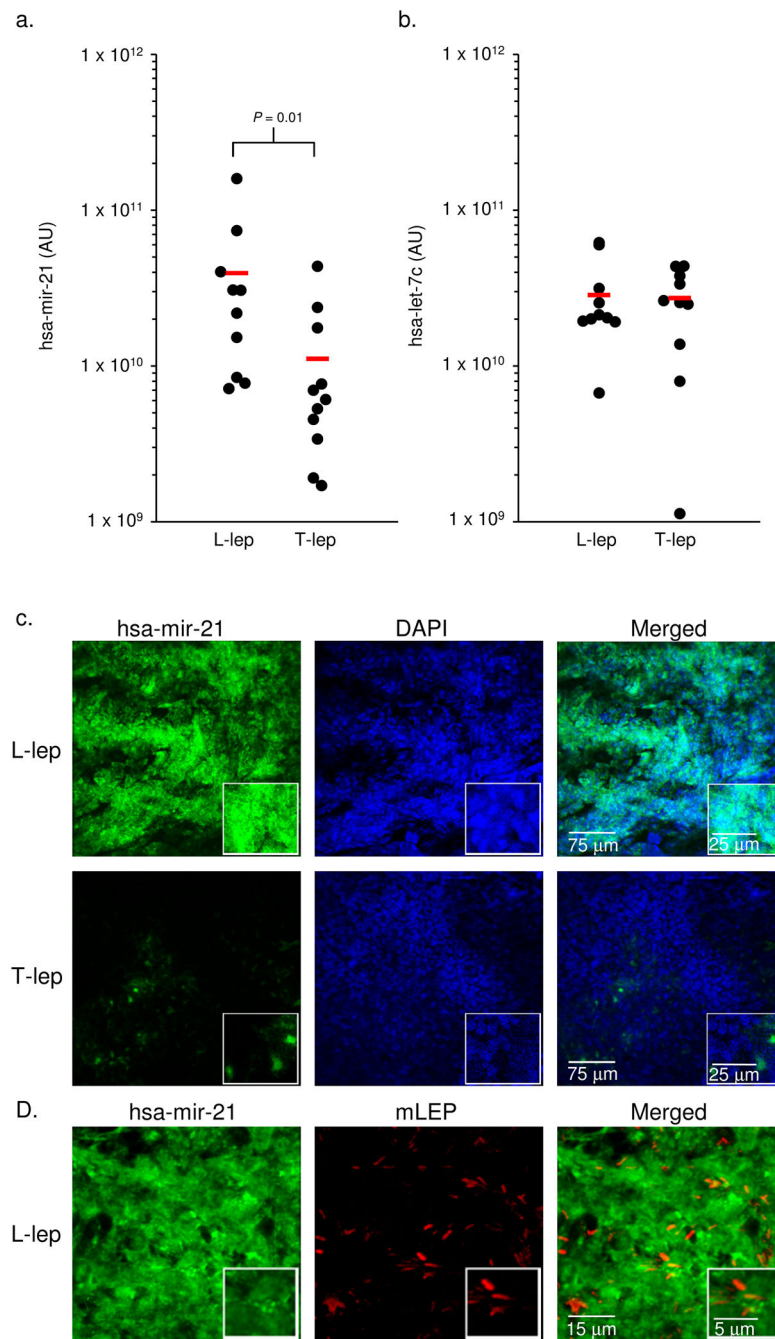 a.
b.
1 x 10¹²
1 x 10¹¹
1 x 10¹⁰
1 x 10⁹
hsa-mir-21 (AU)
P = 0.01
L-lep
T-lep
1 x 10¹²
1 x 10¹¹
1 x 10¹⁰
1 x 10⁹
hsa-let-7c (AU)
L-lep
T-lep
c.
hsa-mir-21
DAPI
Merged
L-lep
75 µm
25 µm
T-lep
75 µm
25 µm
D.
hsa-mir-21
mLEP
Merged
L-lep
15 µm
5 µm